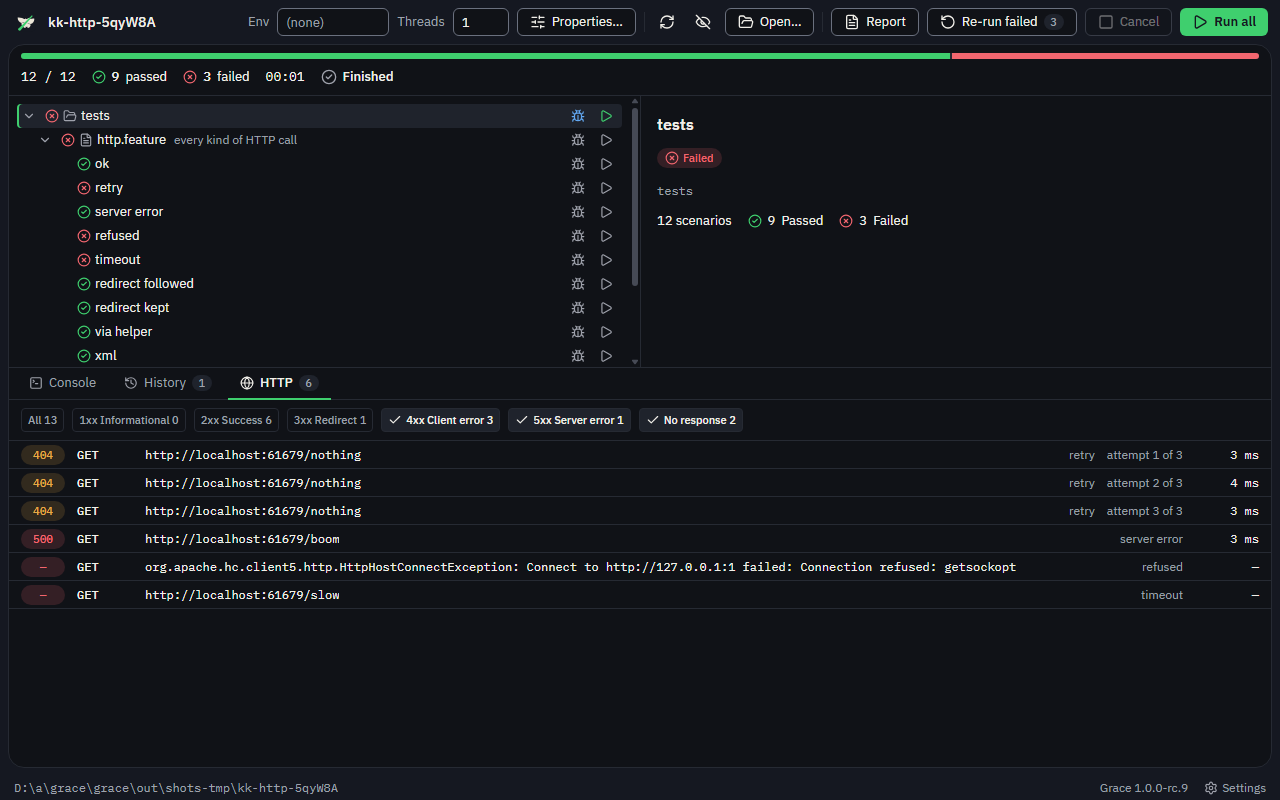 kk-http-5qyW8A Env (none) Threads 1 Properties... Open... Report Re-run failed 3 Cancel Run all
12 / 12 9 passed 3 failed 00:01 Finished
tests
http.feature every kind of HTTP call
ok
retry
server error
refused
timeout
redirect followed
redirect kept
via helper
xml
tests
Failed
tests
12 scenarios 9 Passed 3 Failed
Console History 1 HTTP 6
All 13 1xx Informational 0 2xx Success 6 3xx Redirect 1 4xx Client error 3 5xx Server error 1 No response 2
404 GET http://localhost:61679/nothing retry attempt 1 of 3 3 ms
404 GET http://localhost:61679/nothing retry attempt 2 of 3 4 ms
404 GET http://localhost:61679/nothing retry attempt 3 of 3 3 ms
500 GET http://localhost:61679/boom server error 3 ms
— GET org.apache.hc.client5.http.HttpHostConnectException: Connect to http://127.0.0.1:1 failed: Connection refused: getsockopt refused —
— GET http://localhost:61679/slow timeout —
D:\a\grace\grace\out\shots-tmp\kk-http-5qyW8A Grace 1.0.0-rc.9 Settings